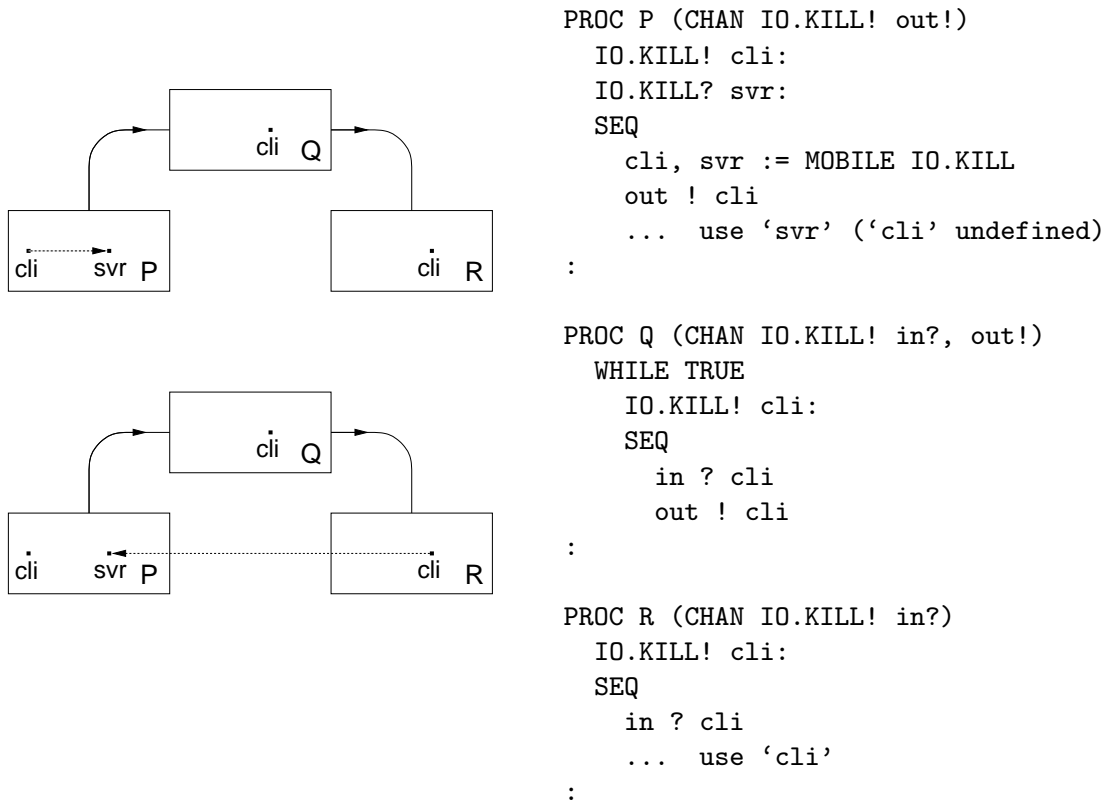 cli Q
cli svr P
cli R
cli Q
cli svr P
cli R
PROC P (CHAN IO.KILL! out!)
IO.KILL! cli:
IO.KILL? svr:
SEQ
cli, svr := MOBILE IO.KILL
out ! cli
... use ‘svr’ (‘cli’ undefined)
:
PROC Q (CHAN IO.KILL! in?, out!)
WHILE TRUE
IO.KILL! cli:
SEQ
in ? cli
out ! cli
:
PROC R (CHAN IO.KILL! in?)
IO.KILL! cli:
SEQ
in ? cli
... use ‘cli’
: